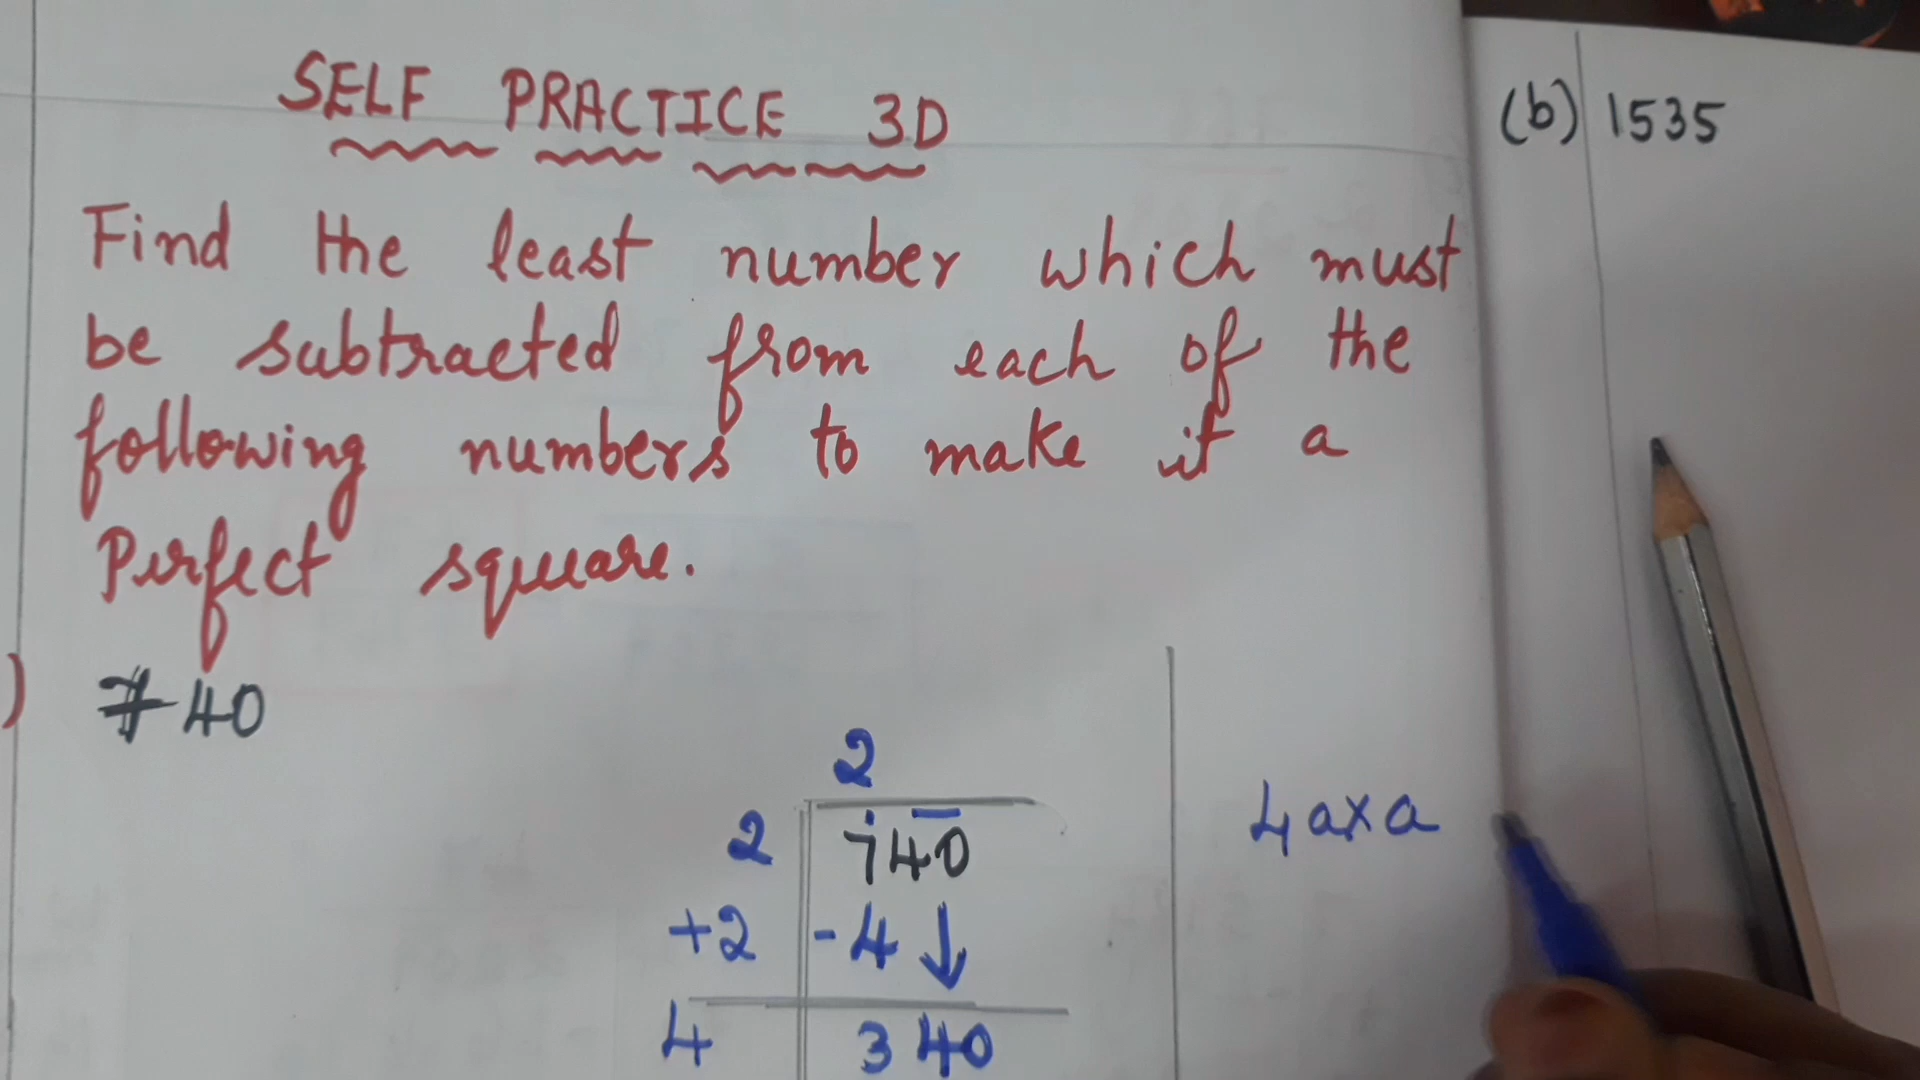 SELF PRACTICE 3D
Find the least number which must
be subtracted from each of the
following numbers to make it a
Perfect square.
) 740
2
2 740
+2 -4 ↓
4 340
4a×a
(b) 1535